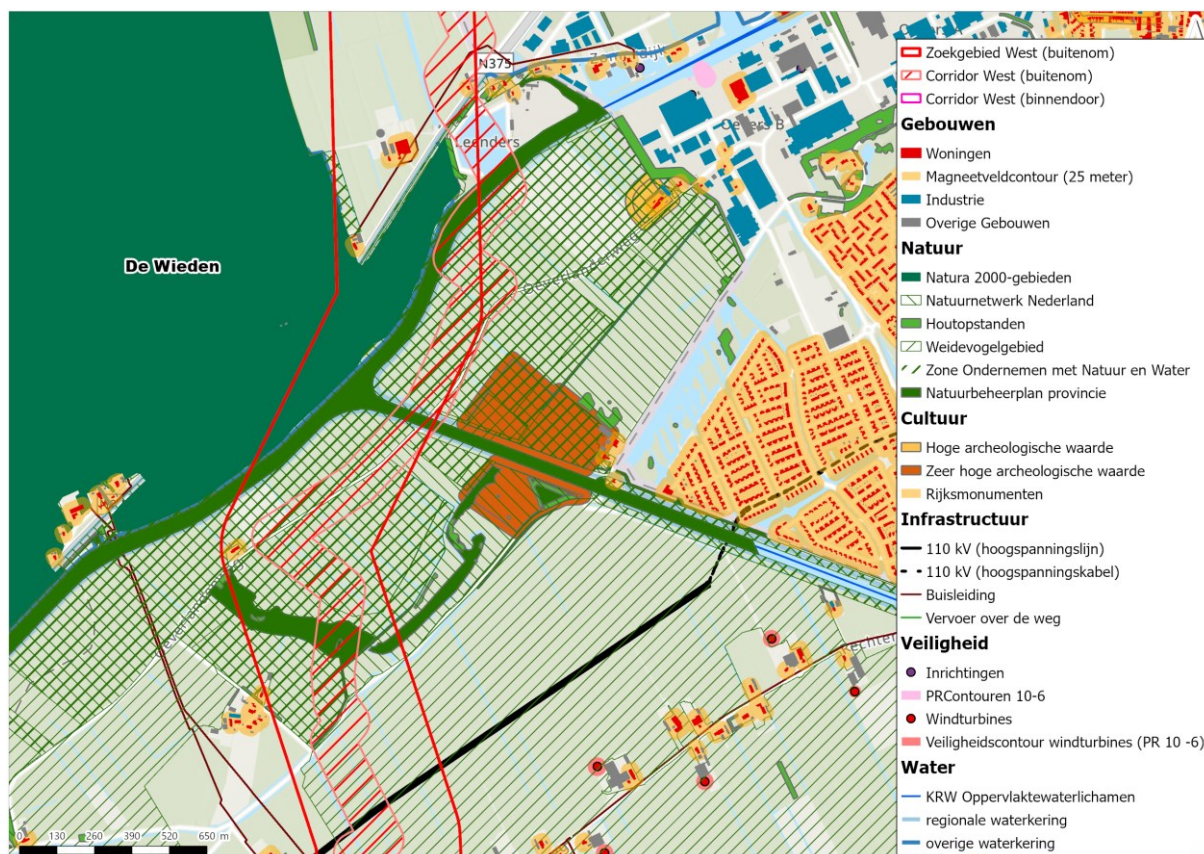 N375
Leenders
Oevers B
De Wieden
Oeverlanderweg
0 130 260 390 520 650 m
Zoekgebied West (buitenom)
Corridor West (buitenom)
Corridor West (binnendoor)
Gebouwen
Woningen
Magneetveldcontour (25 meter)
Industrie
Overige Gebouwen
Natuur
Natura 2000-gebieden
Natuurnetwerk Nederland
Houtopstanden
Weidevogelgebied
Zone Ondernemen met Natuur en Water
Natuurbeheerplan provincie
Cultuur
Hoge archeologische waarde
Zeer hoge archeologische waarde
Rijksmonumenten
Infrastructuur
110 kV (hoogspanningslijn)
110 kV (hoogspanningskabel)
Buisleiding
Vervoer over de weg
Veiligheid
Inrichtingen
PRContouren 10-6
Windturbines
Veiligheidscontour windturbines (PR 10 -6)
Water
KRW Oppervlaktewaterlichamen
regionale waterkering
overige waterkering